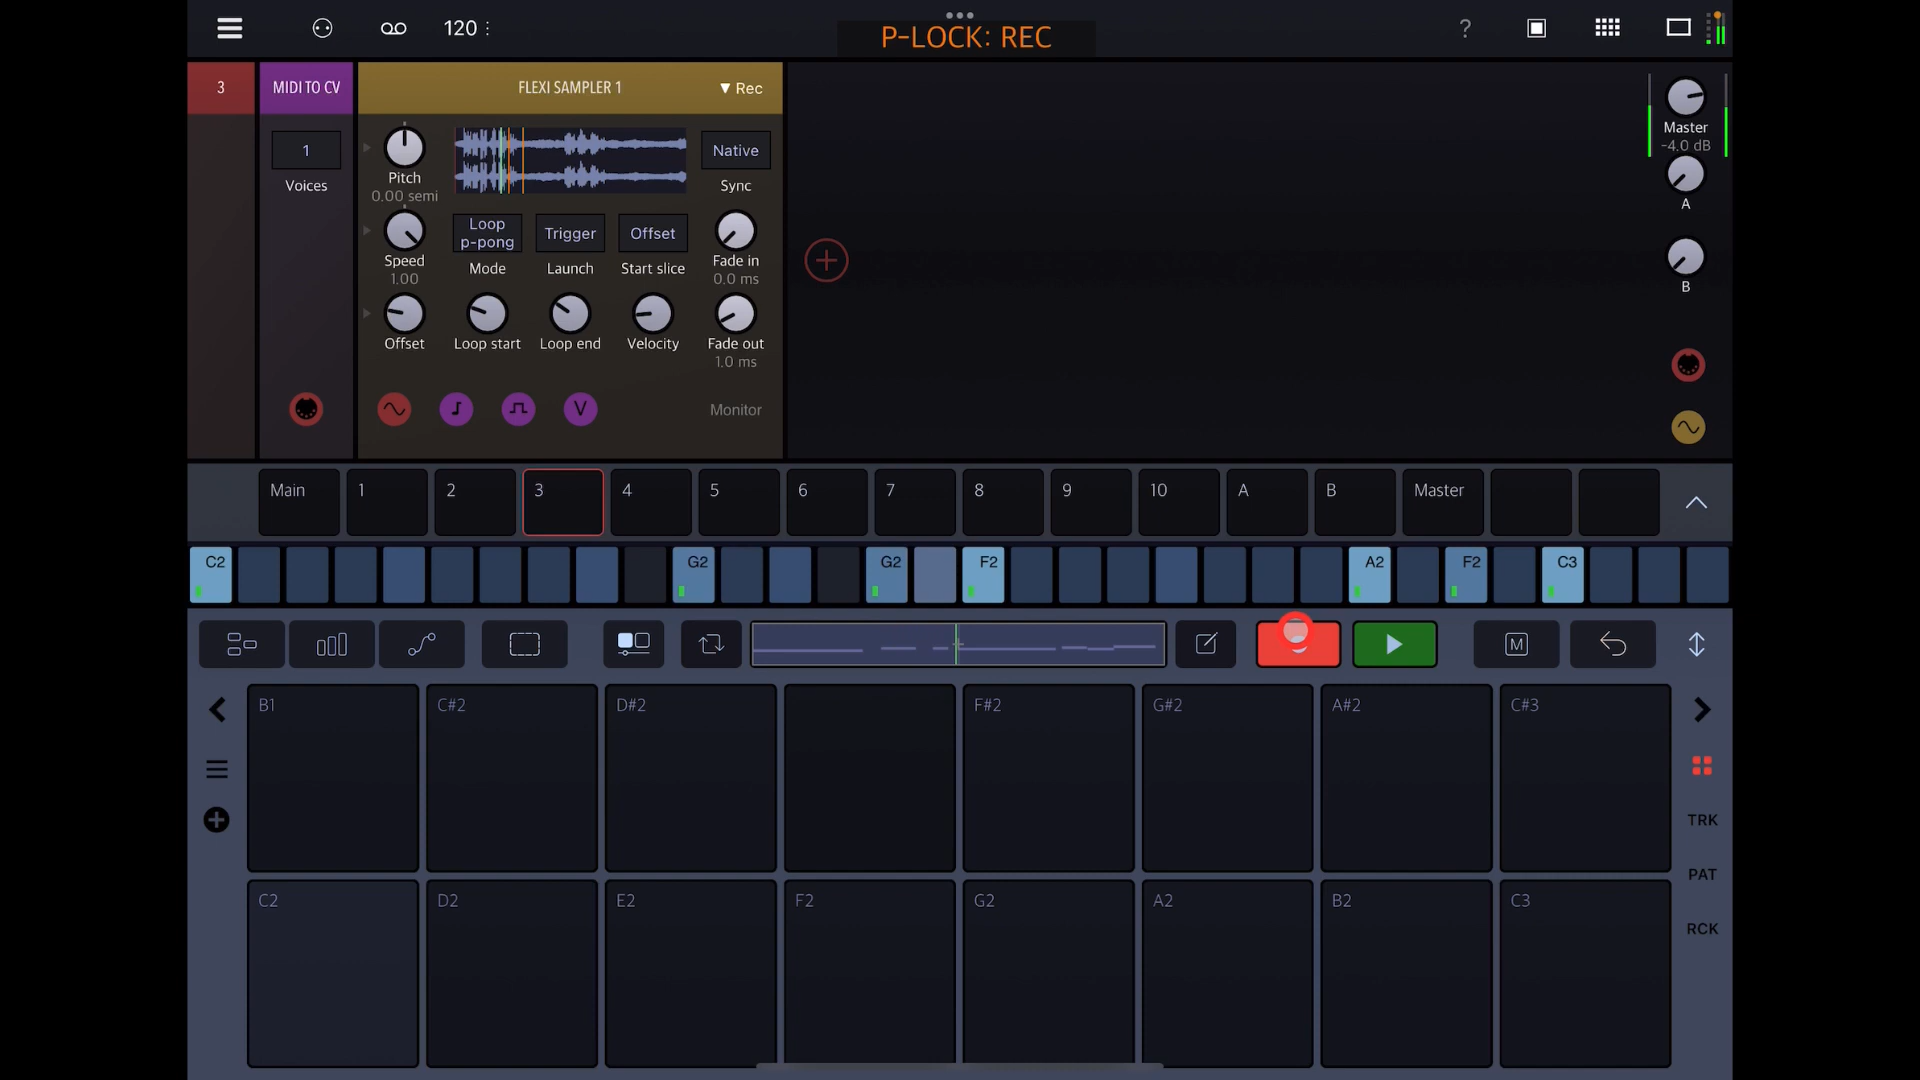 120
P-LOCK: REC
?
3
MIDI TO CV
FLEXI SAMPLER 1
▼ Rec
1
Voices
Pitch
0.00 semi
Native
Sync
Speed
1.00
Loop
p-pong
Mode
Trigger
Launch
Offset
Start slice
Fade in
0.0 ms
Offset
Loop start
Loop end
Velocity
Fade out
1.0 ms
V
Monitor
Master
-4.0 dB
A
B
Main
1
2
3
4
5
6
7
8
9
10
A
B
Master
C2
G2
G2
F2
A2
F2
C3
M
B1
C#2
D#2
F#2
G#2
A#2
C#3
C2
D2
E2
F2
G2
A2
B2
C3
TRK
PAT
RCK